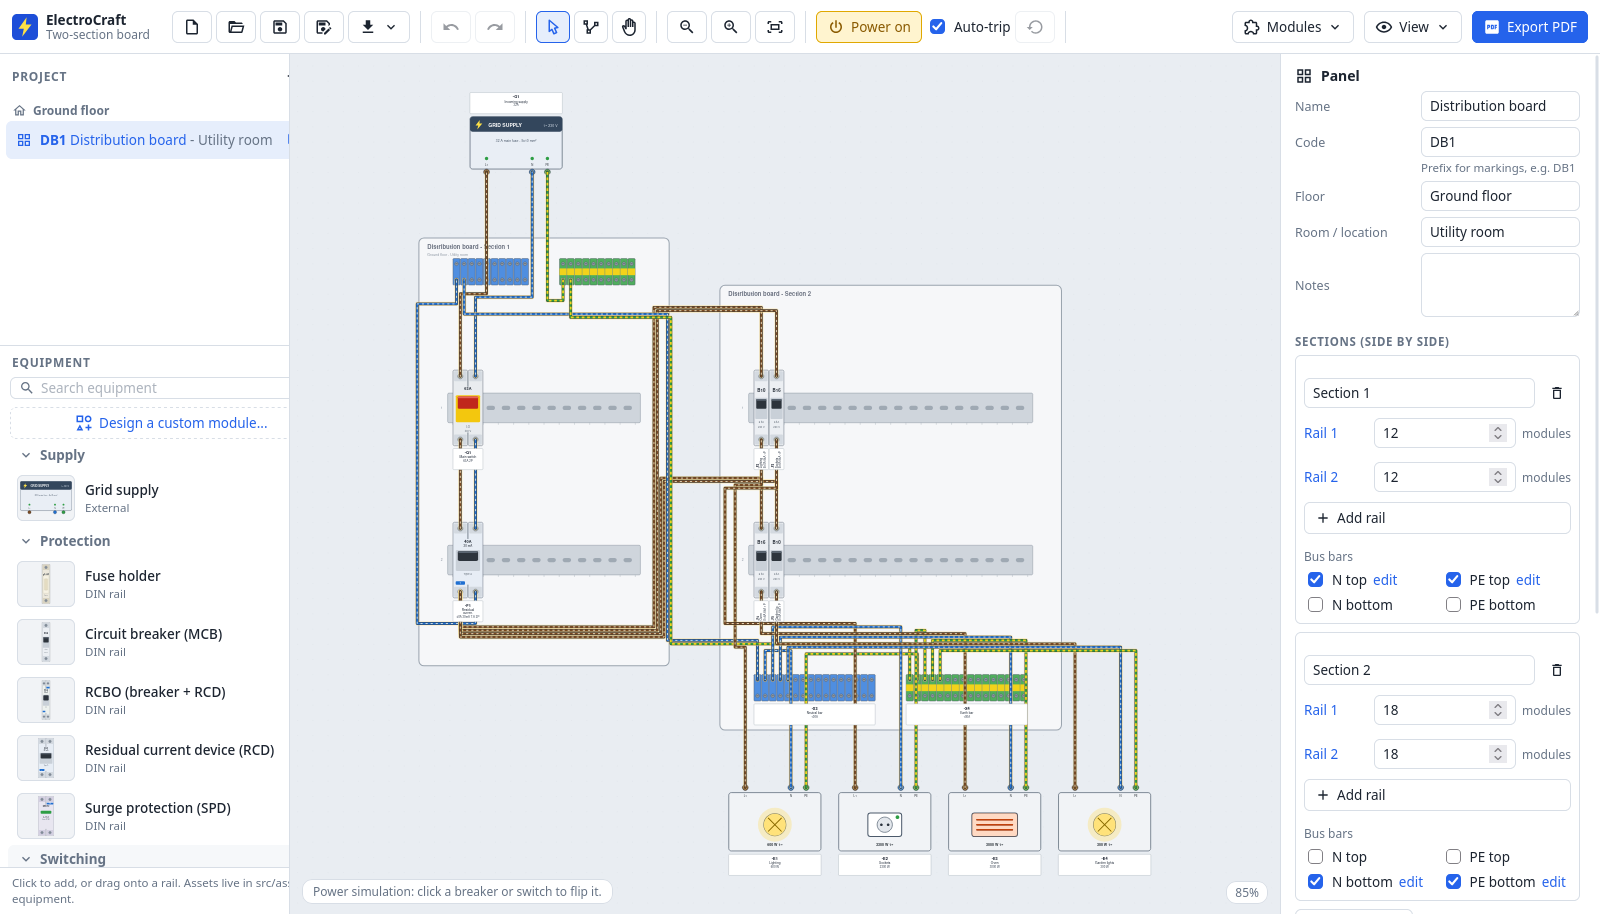 ElectroCraft
Two-section board
Power on
Auto-trip
Modules
View
PDF
Export PDF
PROJECT
Ground floor
DB1 Distribution board - Utility room
EQUIPMENT
Search equipment
Design a custom module...
Supply
Grid supply
External
Protection
Fuse holder
DIN rail
Circuit breaker (MCB)
DIN rail
RCBO (breaker + RCD)
DIN rail
Residual current device (RCD)
DIN rail
Surge protection (SPD)
DIN rail
Switching
Click to add, or drag onto a rail. Assets live in src/ass
equipment.
GRID SUPPLY
Distribution board - Section 1
Distribution board - Section 2
63A
B10
B16
40A
B16
B10
Power simulation: click a breaker or switch to flip it.
85%
Panel
Name
Distribution board
Code
DB1
Prefix for markings, e.g. DB1
Floor
Ground floor
Room / location
Utility room
Notes
SECTIONS (SIDE BY SIDE)
Section 1
Rail 1
12
modules
Rail 2
12
modules
Add rail
Bus bars
N top edit
PE top edit
N bottom
PE bottom
Section 2
Rail 1
18
modules
Rail 2
18
modules
Add rail
Bus bars
N top
PE top
N bottom edit
PE bottom edit